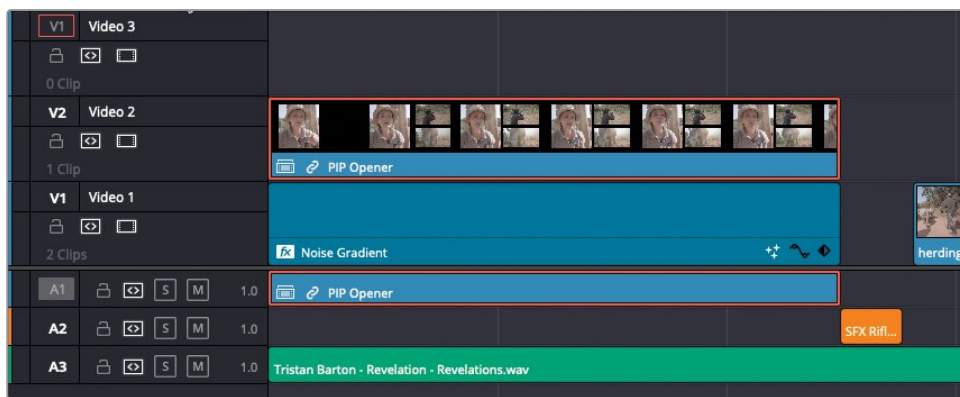 V1 Video 3
0 Clip
V2 Video 2
1 Clip
PIP Opener
V1 Video 1
2 Clips
fx Noise Gradient
herding
A1 S M 1.0
PIP Opener
A2 S M 1.0
SFX Rifl...
A3 S M 1.0
Tristan Barton - Revelation - Revelations.wav